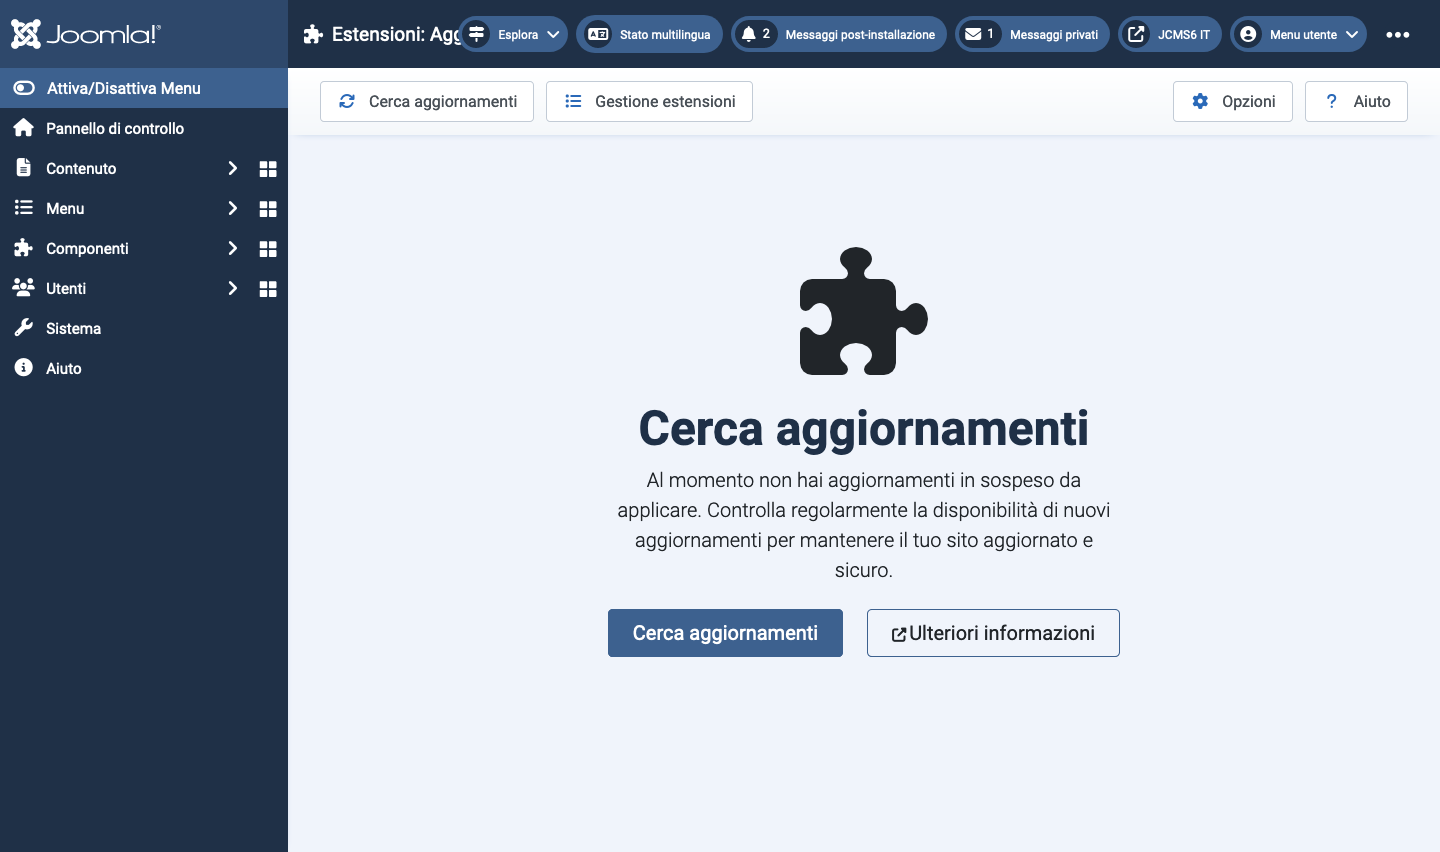 Joomla!®
Estensioni: Agg
Esplora
Stato multilingua
2 Messaggi post-installazione
1 Messaggi privati
JCMS6 IT
Menu utente
Attiva/Disattiva Menu
Pannello di controllo
Contenuto
Menu
Componenti
Utenti
Sistema
Aiuto
Cerca aggiornamenti
Gestione estensioni
Opzioni
? Aiuto
Cerca aggiornamenti
Al momento non hai aggiornamenti in sospeso da
applicare. Controlla regolarmente la disponibilità di nuovi
aggiornamenti per mantenere il tuo sito aggiornato e
sicuro.
Cerca aggiornamenti
Ulteriori informazioni